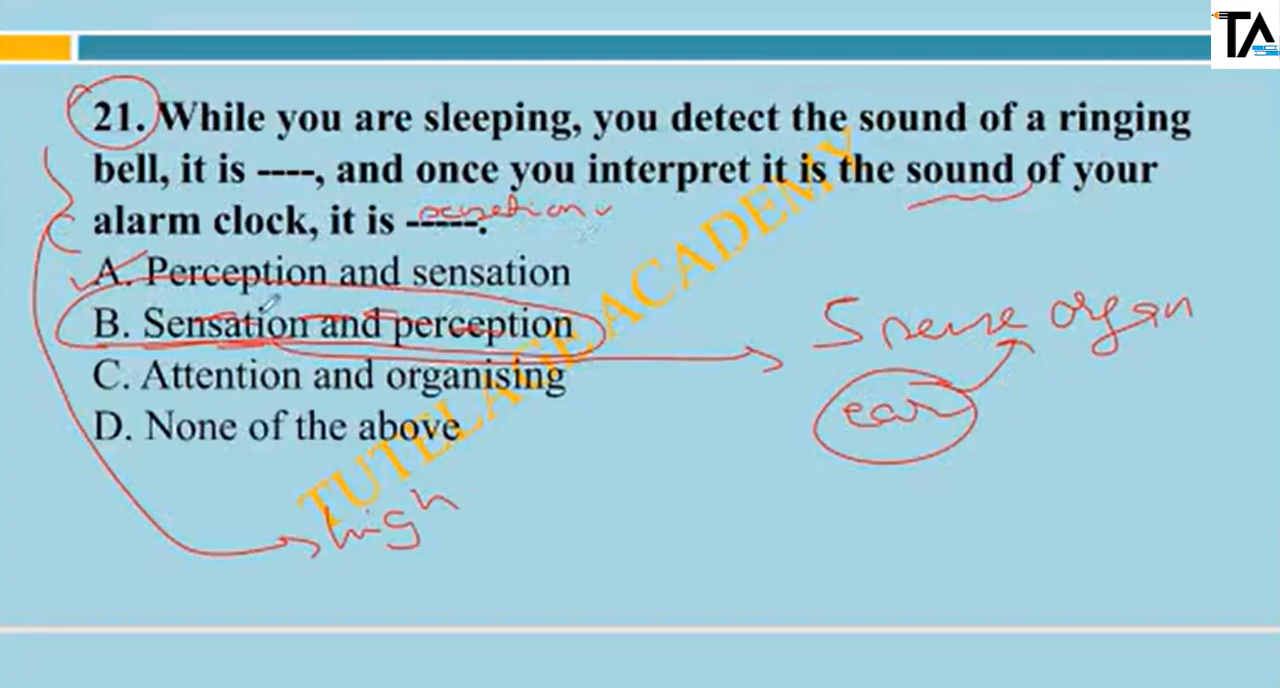 TA
21. While you are sleeping, you detect the sound of a ringing
bell, it is ----, and once you interpret it is the sound of your
alarm clock, it is -----.
A. Perception and sensation
B. Sensation and perception
C. Attention and organising
D. None of the above
5 sense organ
ear
high
TUTELAGE ACADEMY